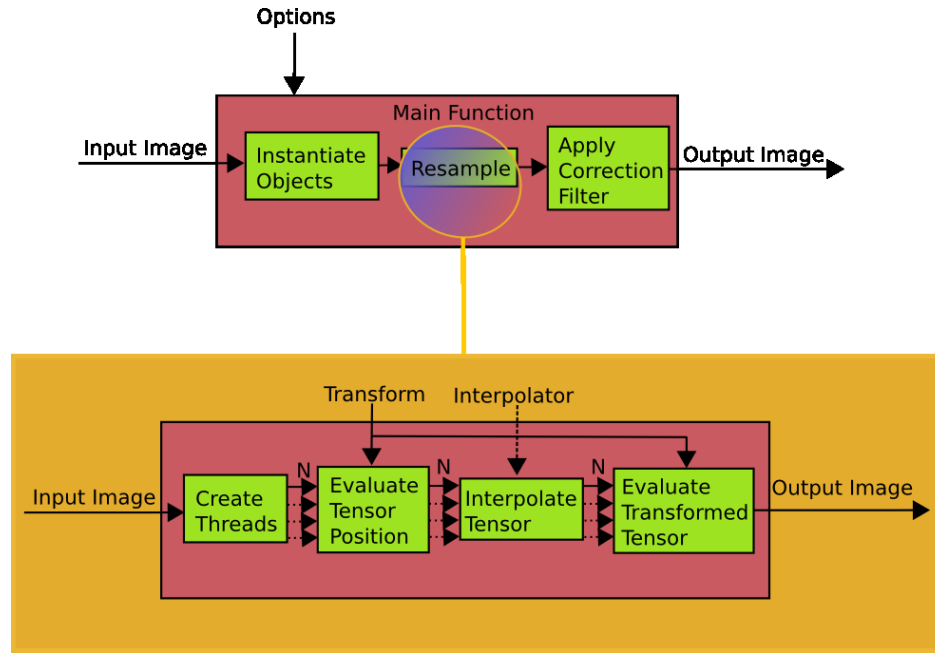 Options
Main Function
Input Image
Instantiate
Objects
Resample
Apply
Correction
Filter
Output Image
Transform
Interpolator
Input Image
Create
Threads
N
Evaluate
Tensor
Position
N
Interpolate
Tensor
N
Evaluate
Transformed
Tensor
Output Image